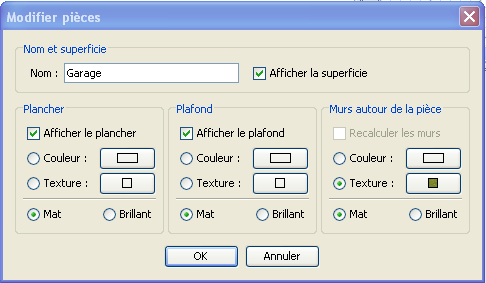 Modifier pièces
Nom et superficie
Nom : Garage Afficher la superficie
Plancher Plafond Murs autour de la pièce
Afficher le plancher Afficher le plafond Recalculer les murs
Couleur : Couleur : Couleur :
Texture : Texture : Texture :
Mat Brillant Mat Brillant Mat Brillant
OK Annuler